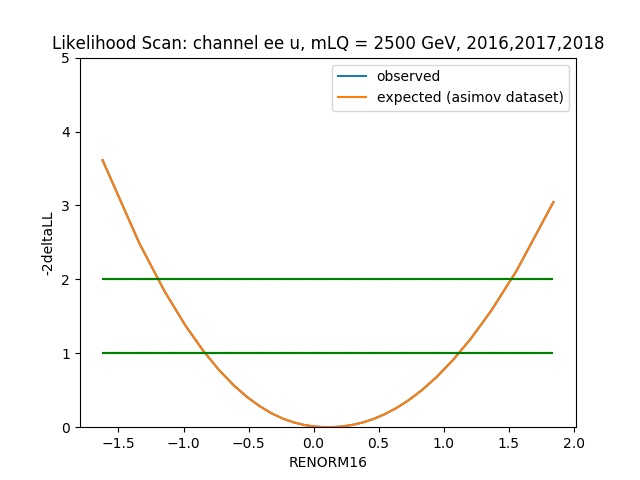 Likelihood Scan: channel ee u, mLQ = 2500 GeV, 2016,2017,2018
observed
expected (asimov dataset)
5
4
3
2
1
0
-2deltaLL
−1.5 −1.0 −0.5 0.0 0.5 1.0 1.5 2.0
RENORM16